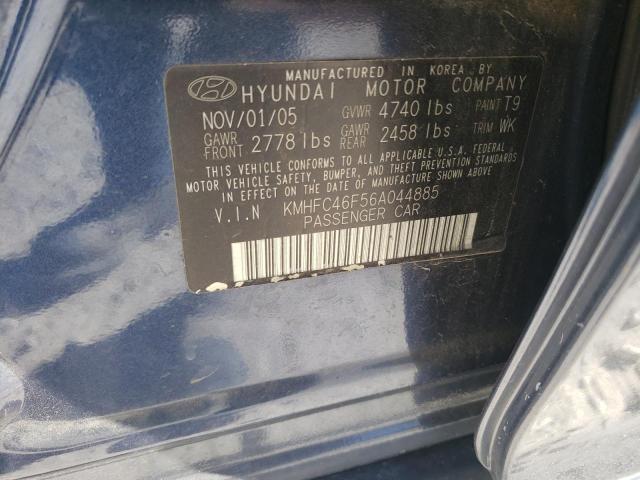 MANUFACTURED IN KOREA BY
HYUNDAI MOTOR COMPANY
NOV/01/05 GVWR 4740 lbs PAINT T9
GAWR FRONT 2778 lbs GAWR REAR 2458 lbs TRIM WK
THIS VEHICLE CONFORMS TO ALL APPLICABLE U.S.A. FEDERAL
MOTOR VEHICLE SAFETY, BUMPER, AND THEFT PREVENTION STANDARDS
IN EFFECT ON THE DATE OF MANUFACTURE SHOWN ABOVE.
V.I.N KMHFC46F56A044885
PASSENGER CAR